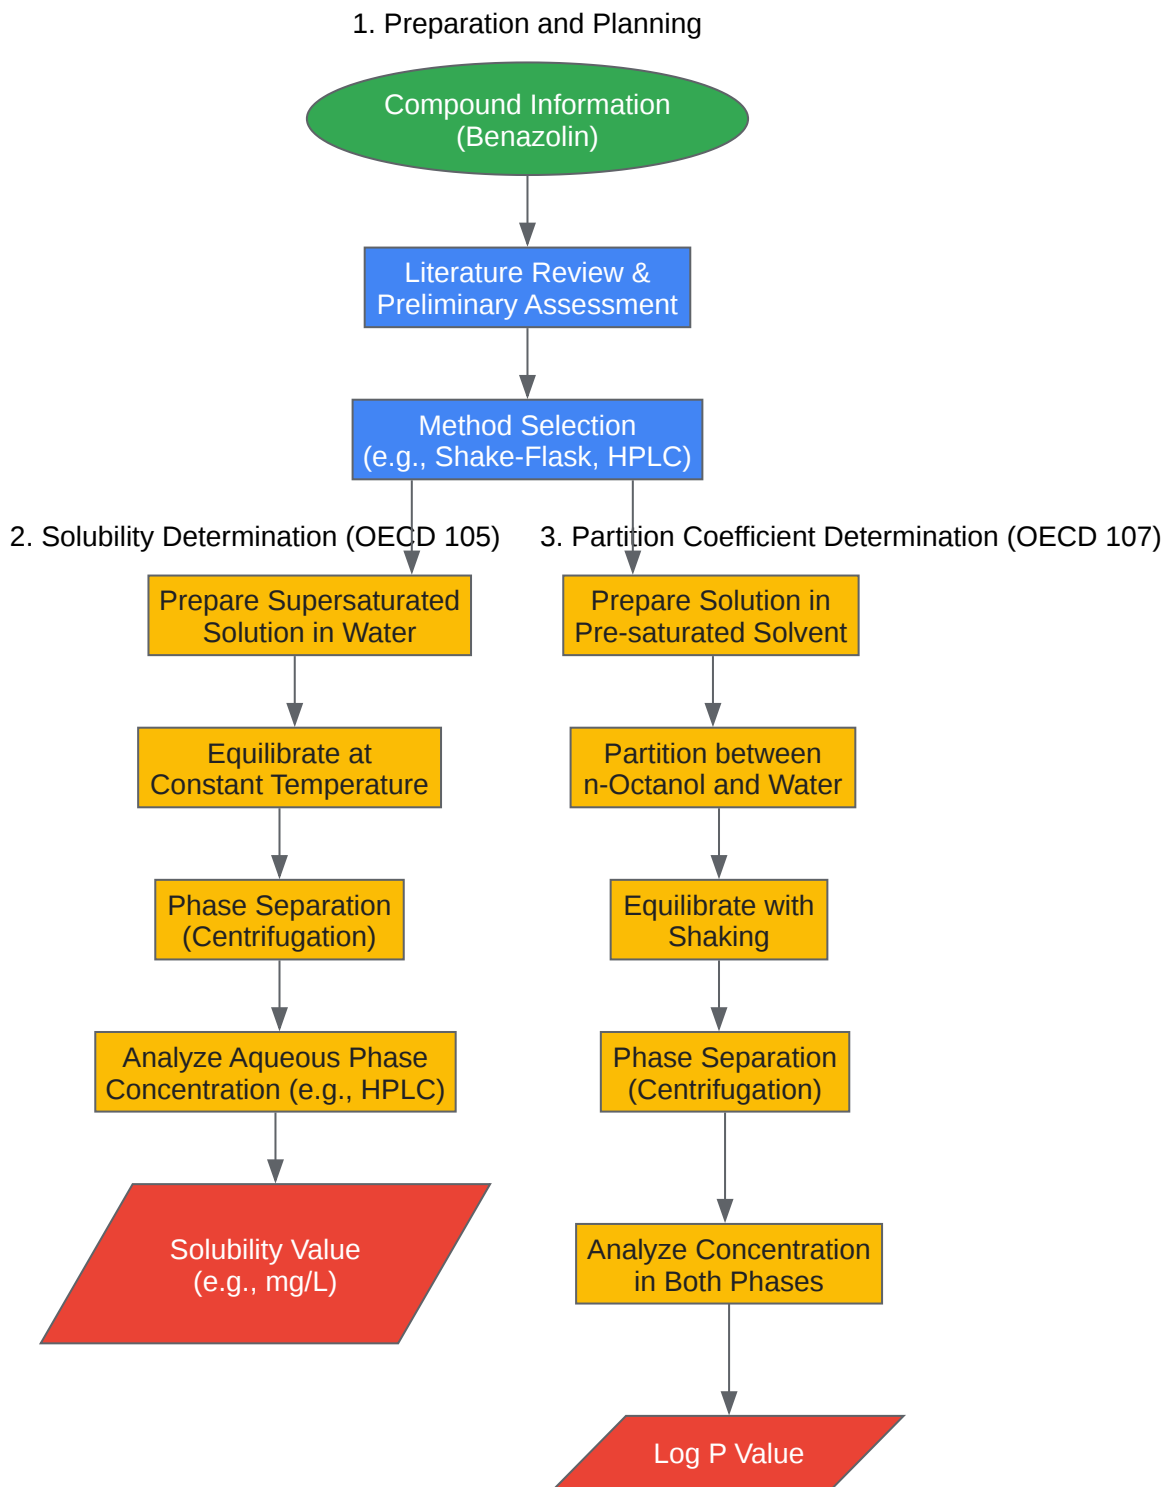 1. Preparation and Planning
Compound Information
(Benazolin)
Literature Review &
Preliminary Assessment
Method Selection
(e.g., Shake-Flask, HPLC)
2. Solubility Determination (OECD 105)
Prepare Supersaturated
Solution in Water
Equilibrate at
Constant Temperature
Phase Separation
(Centrifugation)
Analyze Aqueous Phase
Concentration (e.g., HPLC)
Solubility Value
(e.g., mg/L)
3. Partition Coefficient Determination (OECD 107)
Prepare Solution in
Pre-saturated Solvent
Partition between
n-Octanol and Water
Equilibrate with
Shaking
Phase Separation
(Centrifugation)
Analyze Concentration
in Both Phases
Log P Value